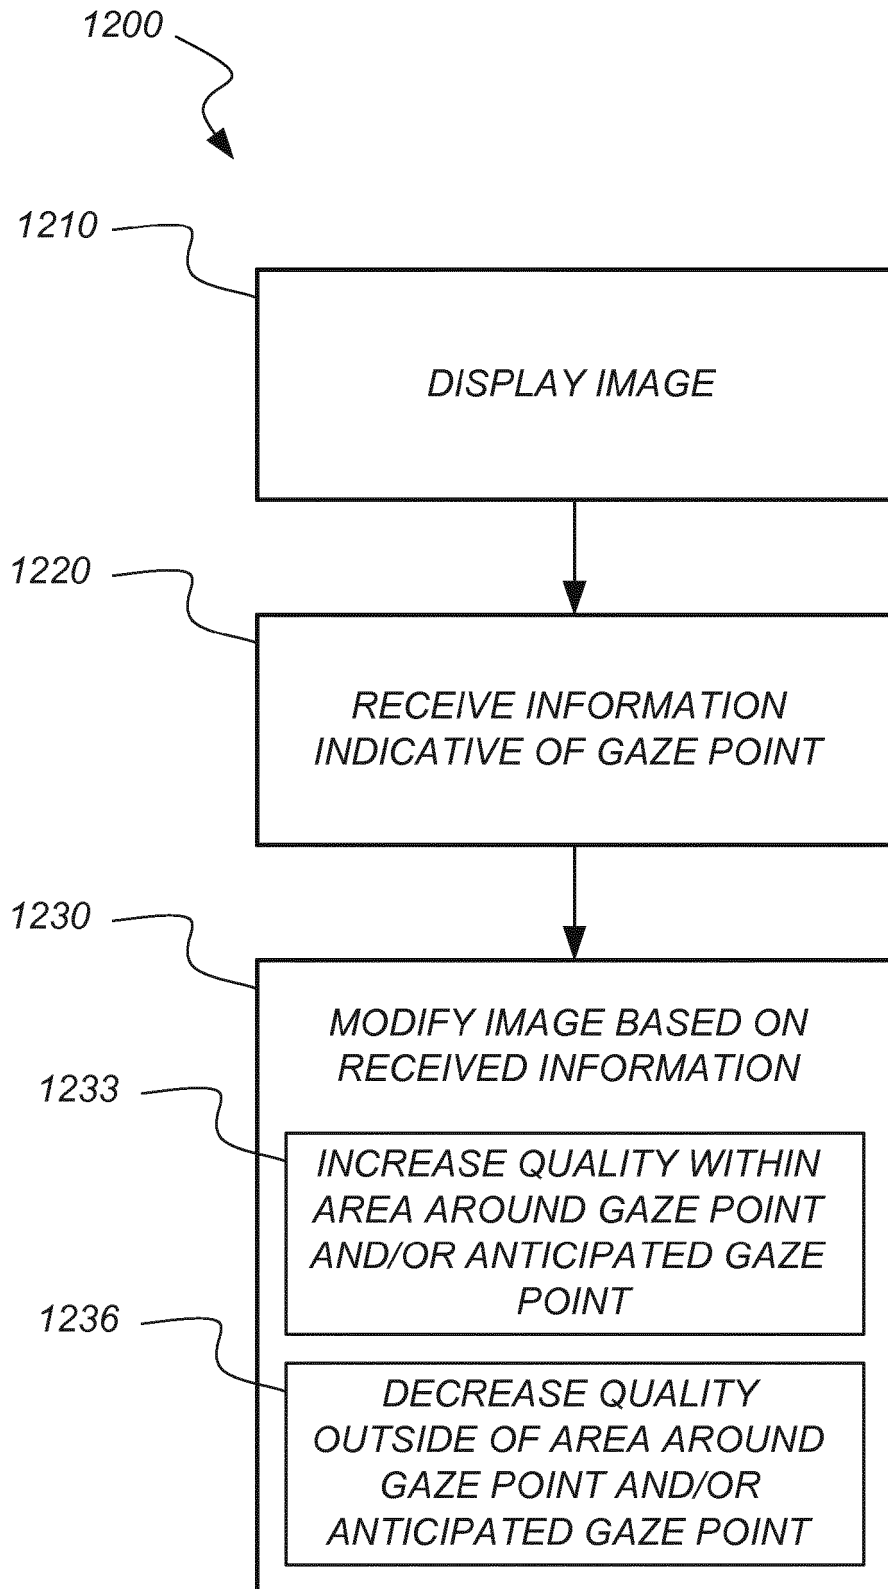 1200
1210
DISPLAY IMAGE
1220
RECEIVE INFORMATION
INDICATIVE OF GAZE POINT
1230
MODIFY IMAGE BASED ON
RECEIVED INFORMATION
1233
INCREASE QUALITY WITHIN
AREA AROUND GAZE POINT
AND/OR ANTICIPATED GAZE
POINT
1236
DECREASE QUALITY
OUTSIDE OF AREA AROUND
GAZE POINT AND/OR
ANTICIPATED GAZE POINT